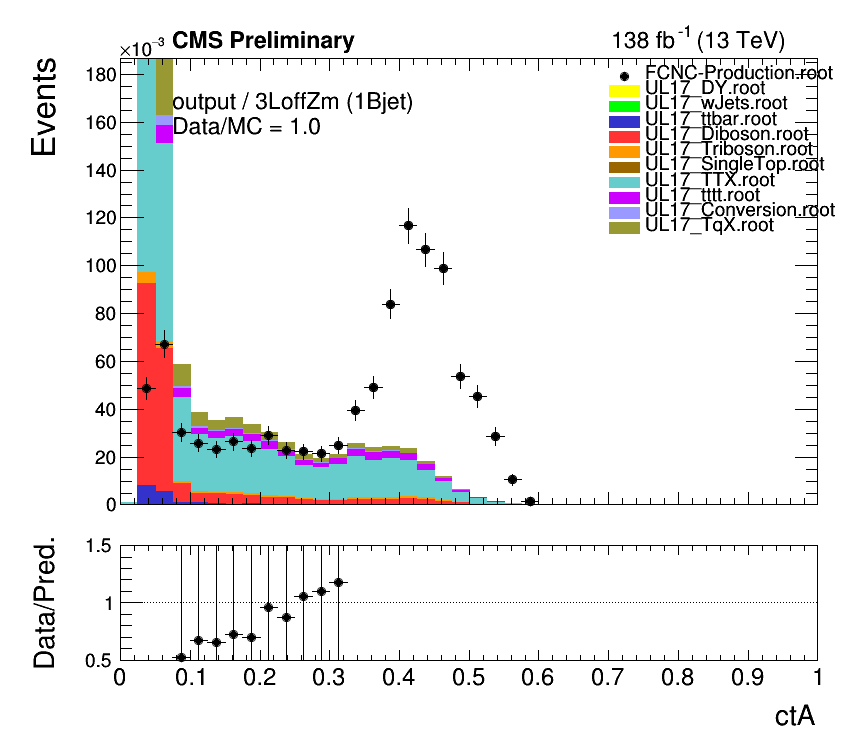 ×10⁻³ CMS Preliminary 138 fb⁻¹ (13 TeV)
Events
180
160
140
120
100
80
60
40
20
0
output / 3LoffZm (1Bjet)
Data/MC = 1.0
FCNC-Production.root
UL17_DY.root
UL17_wJets.root
UL17_ttbar.root
UL17_Diboson.root
UL17_Triboson.root
UL17_SingleTop.root
UL17_TTX.root
UL17_tttt.root
UL17_Conversion.root
UL17_TqX.root
Data/Pred.
1.5
1
0.5
0 0.1 0.2 0.3 0.4 0.5 0.6 0.7 0.8 0.9 1
ctA